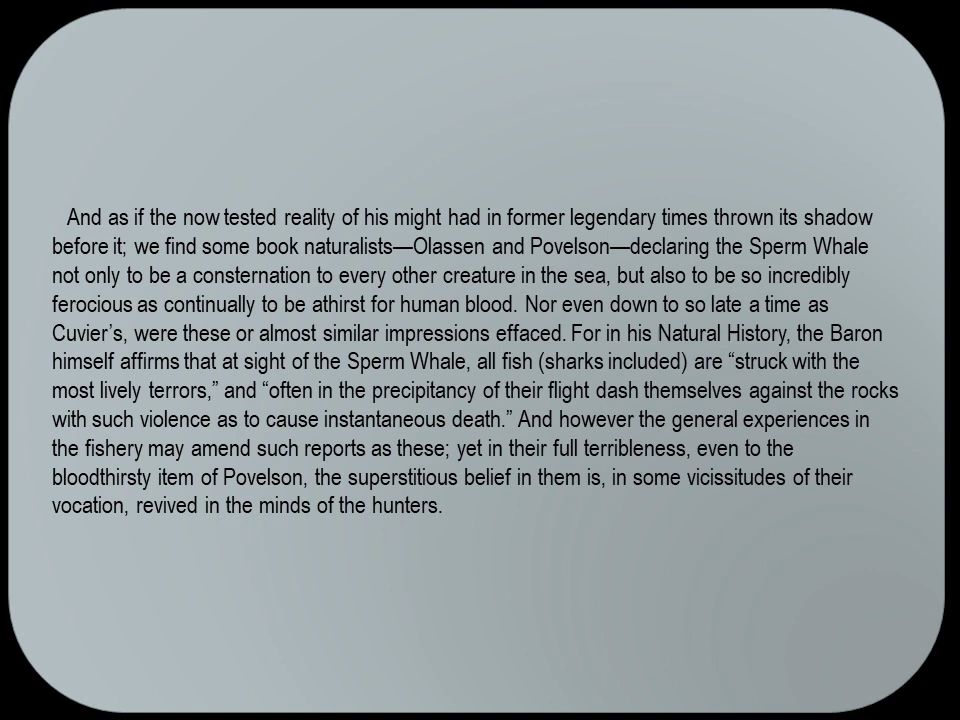 And as if the now tested reality of his might had in former legendary times thrown its shadow
before it; we find some book naturalists—Olassen and Povelson—declaring the Sperm Whale
not only to be a consternation to every other creature in the sea, but also to be so incredibly
ferocious as continually to be athirst for human blood. Nor even down to so late a time as
Cuvier’s, were these or almost similar impressions effaced. For in his Natural History, the Baron
himself affirms that at sight of the Sperm Whale, all fish (sharks included) are “struck with the
most lively terrors,” and “often in the precipitancy of their flight dash themselves against the rocks
with such violence as to cause instantaneous death.” And however the general experiences in
the fishery may amend such reports as these; yet in their full terribleness, even to the
bloodthirsty item of Povelson, the superstitious belief in them is, in some vicissitudes of their
vocation, revived in the minds of the hunters.